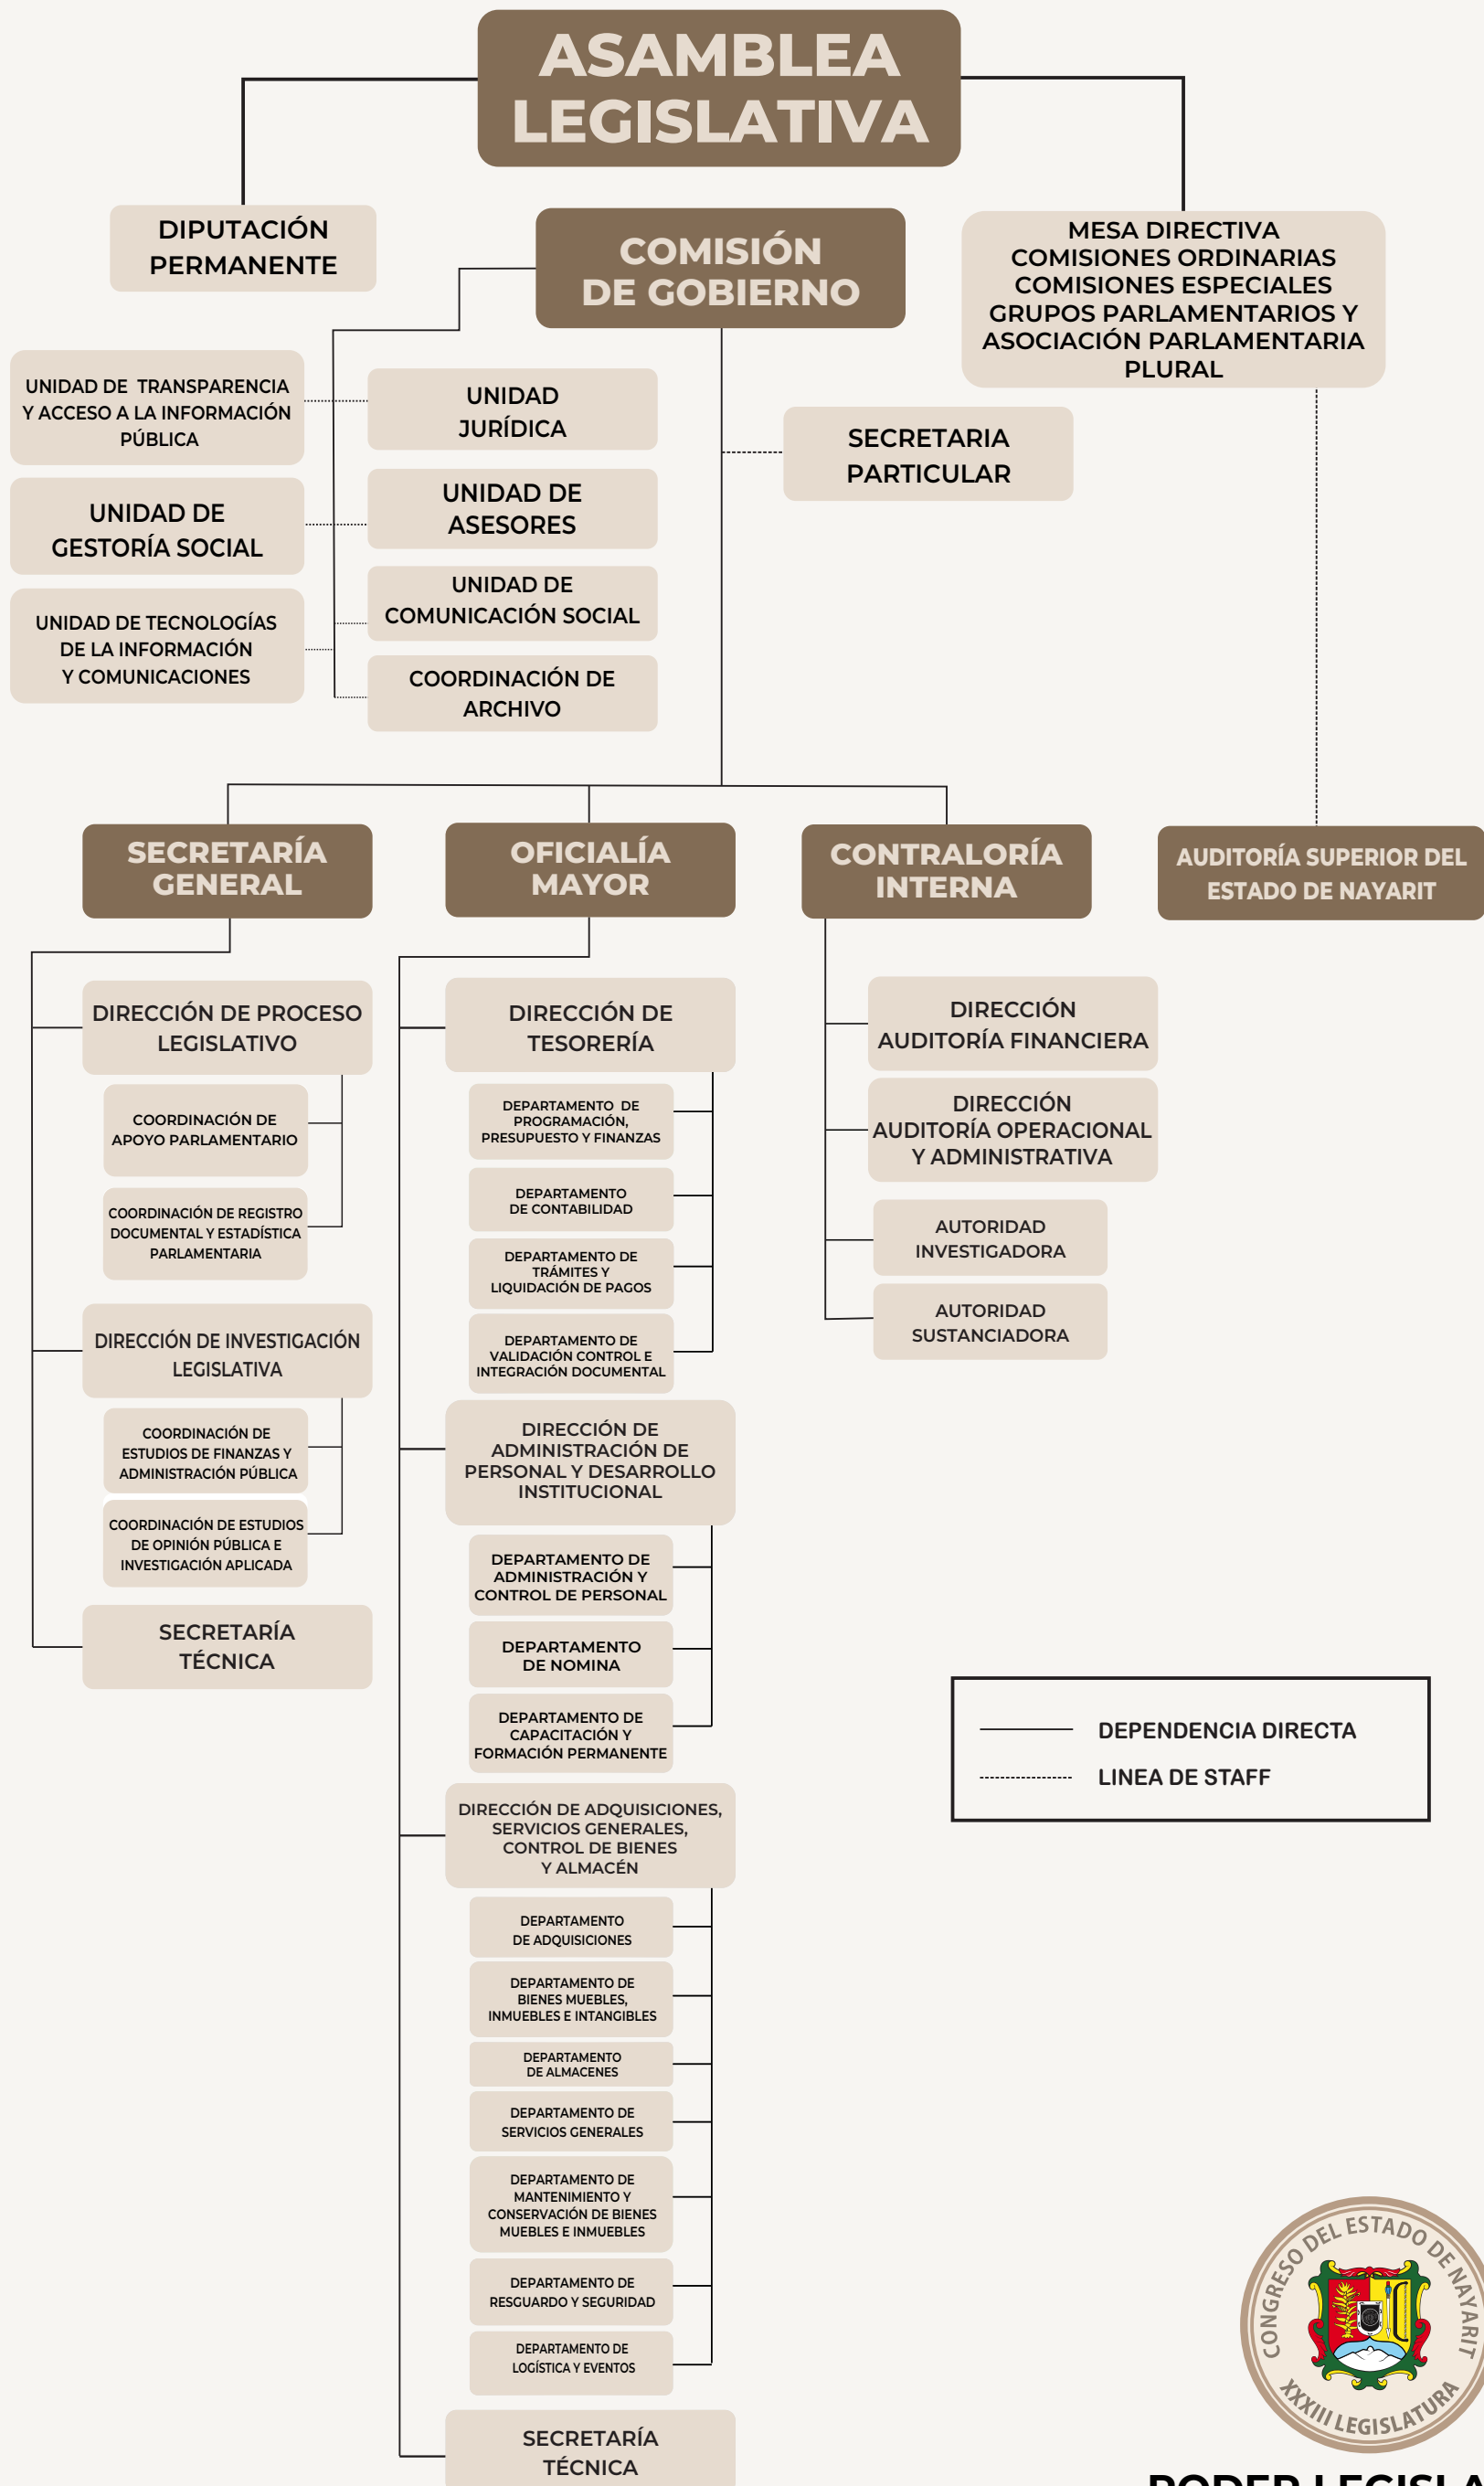 ASAMBLEA
LEGISLATIVA
DIPUTACIÓN
PERMANENTE
COMISIÓN
DE GOBIERNO
MESA DIRECTIVA
COMISIONES ORDINARIAS
COMISIONES ESPECIALES
GRUPOS PARLAMENTARIOS Y
ASOCIACIÓN PARLAMENTARIA
PLURAL
UNIDAD DE TRANSPARENCIA
Y ACCESO A LA INFORMACIÓN
PÚBLICA
UNIDAD
JURÍDICA
SECRETARIA
PARTICULAR
UNIDAD DE
GESTORÍA SOCIAL
UNIDAD DE
ASESORES
UNIDAD DE TECNOLOGÍAS
DE LA INFORMACIÓN
Y COMUNICACIONES
UNIDAD DE
COMUNICACIÓN SOCIAL
COORDINACIÓN DE
ARCHIVO
SECRETARÍA
GENERAL
OFICIALÍA
MAYOR
CONTRALORÍA
INTERNA
AUDITORÍA SUPERIOR DEL
ESTADO DE NAYARIT
DIRECCIÓN DE PROCESO
LEGISLATIVO
COORDINACIÓN DE
APOYO PARLAMENTARIO
COORDINACIÓN DE REGISTRO
DOCUMENTAL Y ESTADÍSTICA
PARLAMENTARIA
DIRECCIÓN DE INVESTIGACIÓN
LEGISLATIVA
COORDINACIÓN DE
ESTUDIOS DE FINANZAS Y
ADMINISTRACIÓN PÚBLICA
COORDINACIÓN DE ESTUDIOS
DE OPINIÓN PÚBLICA E
INVESTIGACIÓN APLICADA
SECRETARÍA
TÉCNICA
DIRECCIÓN DE
TESORERÍA
DEPARTAMENTO DE
PROGRAMACIÓN,
PRESUPUESTO Y FINANZAS
DEPARTAMENTO
DE CONTABILIDAD
DEPARTAMENTO DE
TRÁMITES Y
LIQUIDACIÓN DE PAGOS
DEPARTAMENTO DE
VALIDACIÓN CONTROL E
INTEGRACIÓN DOCUMENTAL
DIRECCIÓN DE
ADMINISTRACIÓN DE
PERSONAL Y DESARROLLO
INSTITUCIONAL
DEPARTAMENTO DE
ADMINISTRACIÓN Y
CONTROL DE PERSONAL
DEPARTAMENTO
DE NOMINA
DEPARTAMENTO DE
CAPACITACIÓN Y
FORMACIÓN PERMANENTE
DIRECCIÓN DE ADQUISICIONES,
SERVICIOS GENERALES,
CONTROL DE BIENES
Y ALMACÉN
DEPARTAMENTO
DE ADQUISICIONES
DEPARTAMENTO DE
BIENES MUEBLES,
INMUEBLES E INTANGIBLES
DEPARTAMENTO
DE ALMACENES
DEPARTAMENTO DE
SERVICIOS GENERALES
DEPARTAMENTO DE
MANTENIMIENTO Y
CONSERVACIÓN DE BIENES
MUEBLES E INMUEBLES
DEPARTAMENTO DE
RESGUARDO Y SEGURIDAD
DEPARTAMENTO DE
LOGÍSTICA Y EVENTOS
SECRETARÍA
TÉCNICA
DIRECCIÓN
AUDITORÍA FINANCIERA
DIRECCIÓN
AUDITORÍA OPERACIONAL
Y ADMINISTRATIVA
AUTORIDAD
INVESTIGADORA
AUTORIDAD
SUSTANCIADORA
DEPENDENCIA DIRECTA
LINEA DE STAFF
CONGRESO DEL ESTADO DE NAYARIT
XXXIII LEGISLATURA
PODER